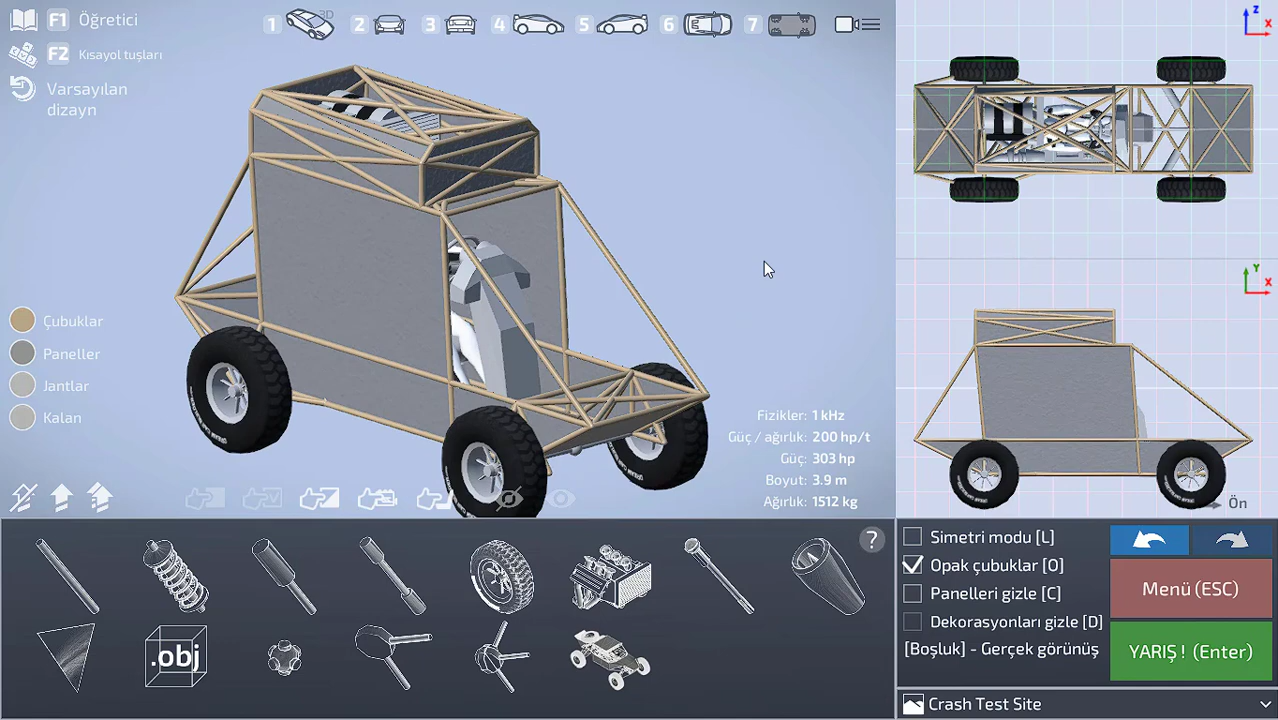 F1 Öğretici
F2 Kısayol tuşları
Varsayılan
dizayn
1 3D 2 3 4 5 6 7
Z
X
Y
X
Çubuklar
Paneller
Jantlar
Kalan
Fizikler: 1 kHz
Güç / ağırlık: 200 hp/t
Güç: 303 hp
Boyut: 3.9 m
Ağırlık: 1512 kg
Ön
?
.obj
Simetri modu [L]
Opak çubuklar [O]
Panelleri gizle [C]
Dekorasyonları gizle [D]
[Boşluk] - Gerçek görünüş
Menü (ESC)
YARIŞ! (Enter)
Crash Test Site